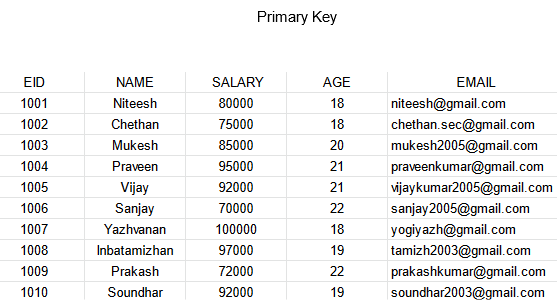 Primary Key
EID NAME SALARY AGE EMAIL
1001 Niteesh 80000 18 niteesh@gmail.com
1002 Chethan 75000 18 chethan.sec@gmail.com
1003 Mukesh 85000 20 mukesh2005@gmail.com
1004 Praveen 95000 21 praveenkumar@gmail.com
1005 Vijay 92000 21 vijaykumar2005@gmail.com
1006 Sanjay 70000 22 sanjay2005@gmail.com
1007 Yazhvanan 100000 18 yogiyazh@gmail.com
1008 Inbatamizhan 97000 19 tamizh2003@gmail.com
1009 Prakash 72000 22 prakashkumar@gmail.com
1010 Soundhar 92000 19 soundhar2003@gmail.com